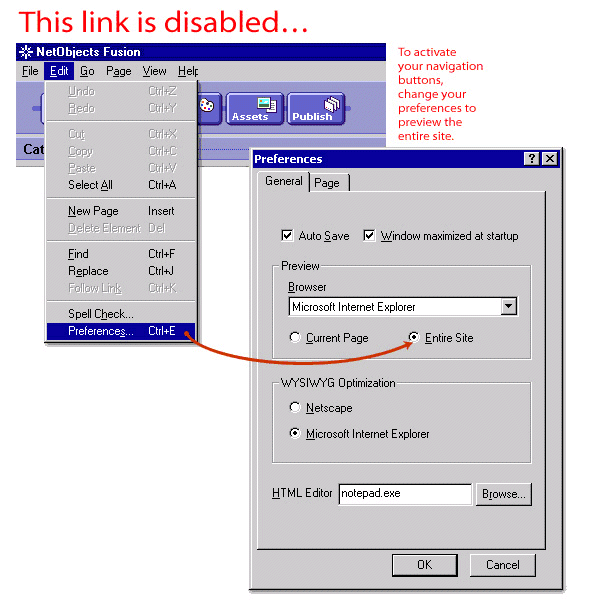 This link is disabled...
NetObjects Fusion
File Edit Go Page View Help
To activate
your navigation
buttons,
change your
preferences to
preview the
entire site.
Undo Ctrl+Z
Redo Ctrl+Y
Cut Ctrl+X
Copy Ctrl+C
Paste Ctrl+V
Select All Ctrl+A
New Page Insert
Delete Element Del
Find Ctrl+F
Replace Ctrl+J
Follow Link Ctrl+K
Spell Check...
Preferences... Ctrl+E
Assets
Publish
Cat
Preferences
General
Page
Auto Save
Window maximized at startup
Preview
Browser
Microsoft Internet Explorer
Current Page
Entire Site
WYSIWYG Optimization
Netscape
Microsoft Internet Explorer
HTML Editor
notepad.exe
Browse...
OK
Cancel